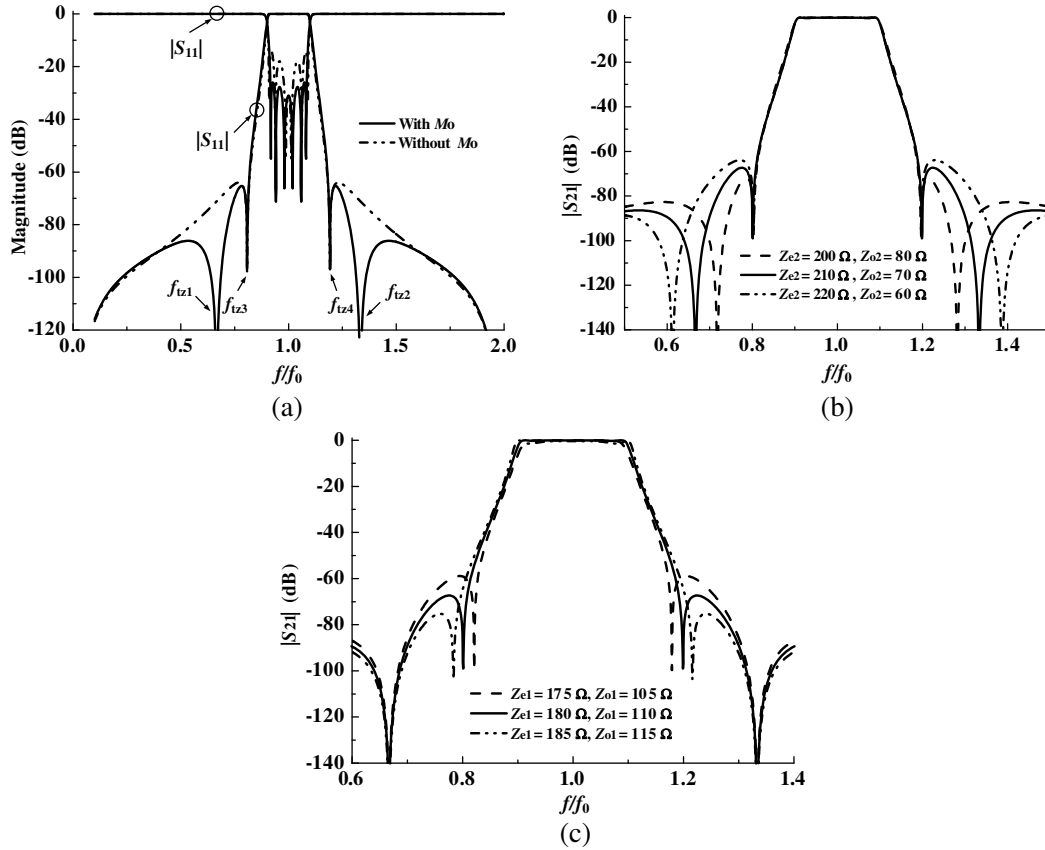 0
-20
-40
-60
-80
-100
-120
Magnitude (dB)
|S11|
|S11|
With Mo
Without Mo
ftz1
ftz3
ftz4
ftz2
0.0
0.5
1.0
1.5
2.0
f/f0
(a)
0
-20
-40
-60
-80
-100
-120
-140
|S21| (dB)
Ze2 = 200 Ω, Zo2 = 80 Ω
Ze2 = 210 Ω, Zo2 = 70 Ω
Ze2 = 220 Ω, Zo2 = 60 Ω
0.6
0.8
1.0
1.2
1.4
f/f0
(b)
0
-20
-40
-60
-80
-100
-120
-140
|S21| (dB)
Ze1 = 175 Ω, Zo1 = 105 Ω
Ze1 = 180 Ω, Zo1 = 110 Ω
Ze1 = 185 Ω, Zo1 = 115 Ω
0.6
0.8
1.0
1.2
1.4
f/f0
(c)